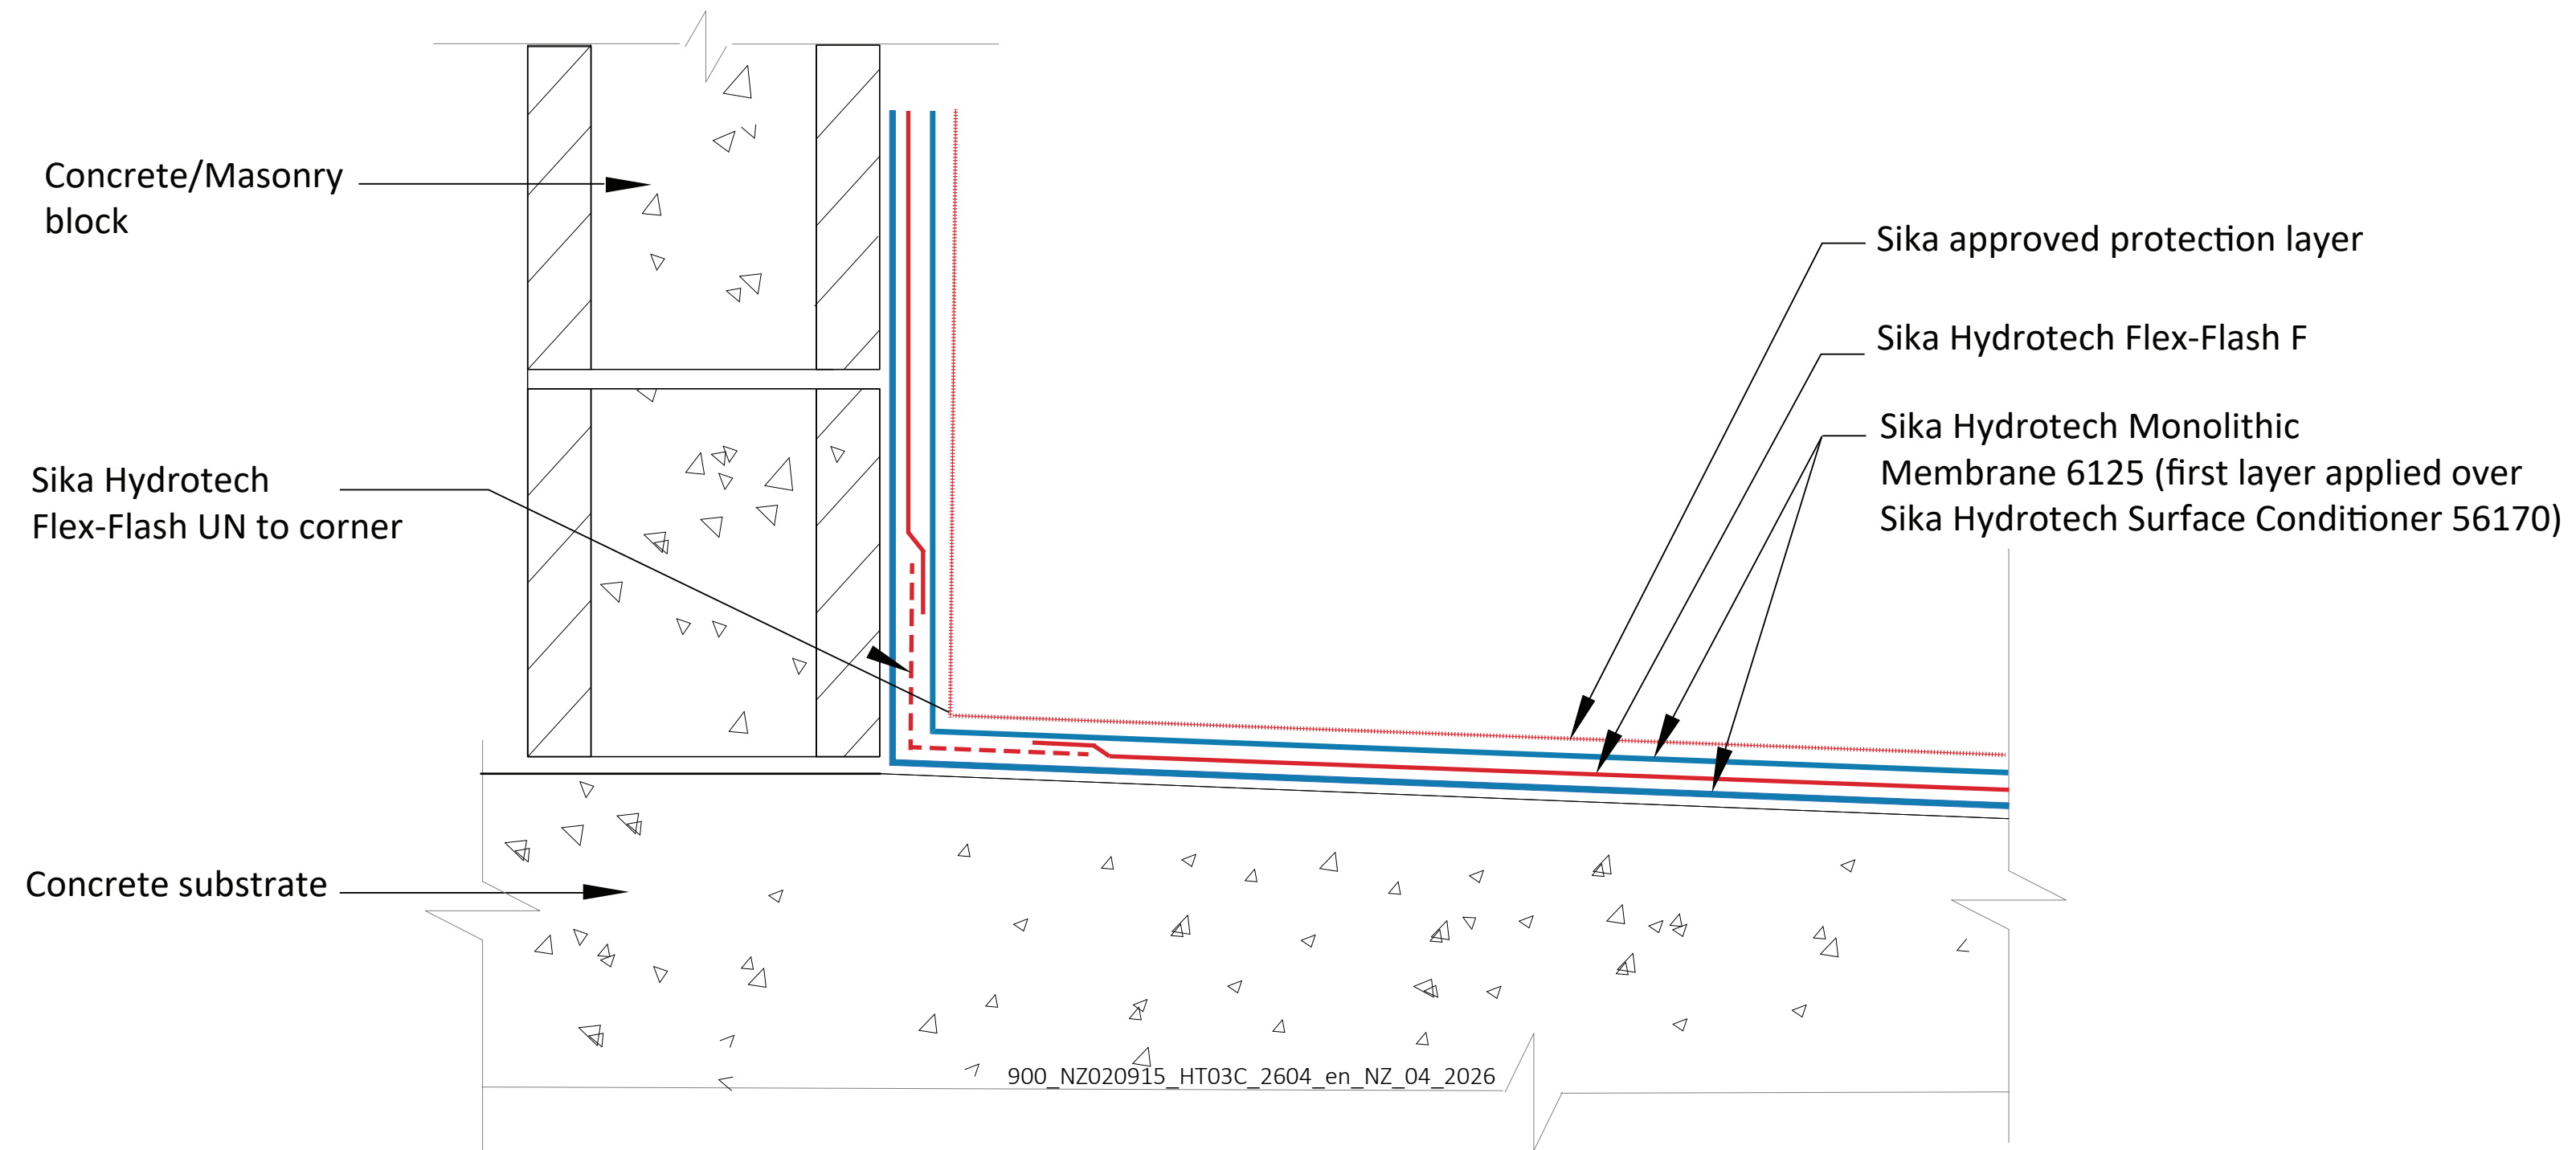 Concrete/Masonry
block
Sika Hydrotech
Flex-Flash UN to corner
Concrete substrate
Sika approved protection layer
Sika Hydrotech Flex-Flash F
Sika Hydrotech Monolithic
Membrane 6125 (first layer applied over
Sika Hydrotech Surface Conditioner 56170)
900_NZ020915_HT03C_2604_en_NZ_04_2026